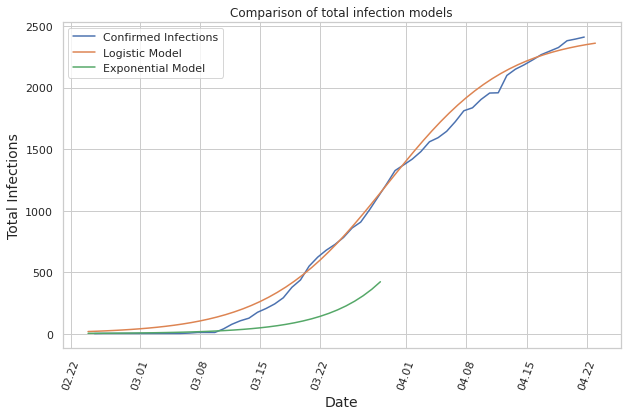 Comparison of total infection models
Confirmed Infections
Logistic Model
Exponential Model
Total Infections
2500
2000
1500
1000
500
0
02.22
03.01
03.08
03.15
03.22
04.01
04.08
04.15
04.22
Date